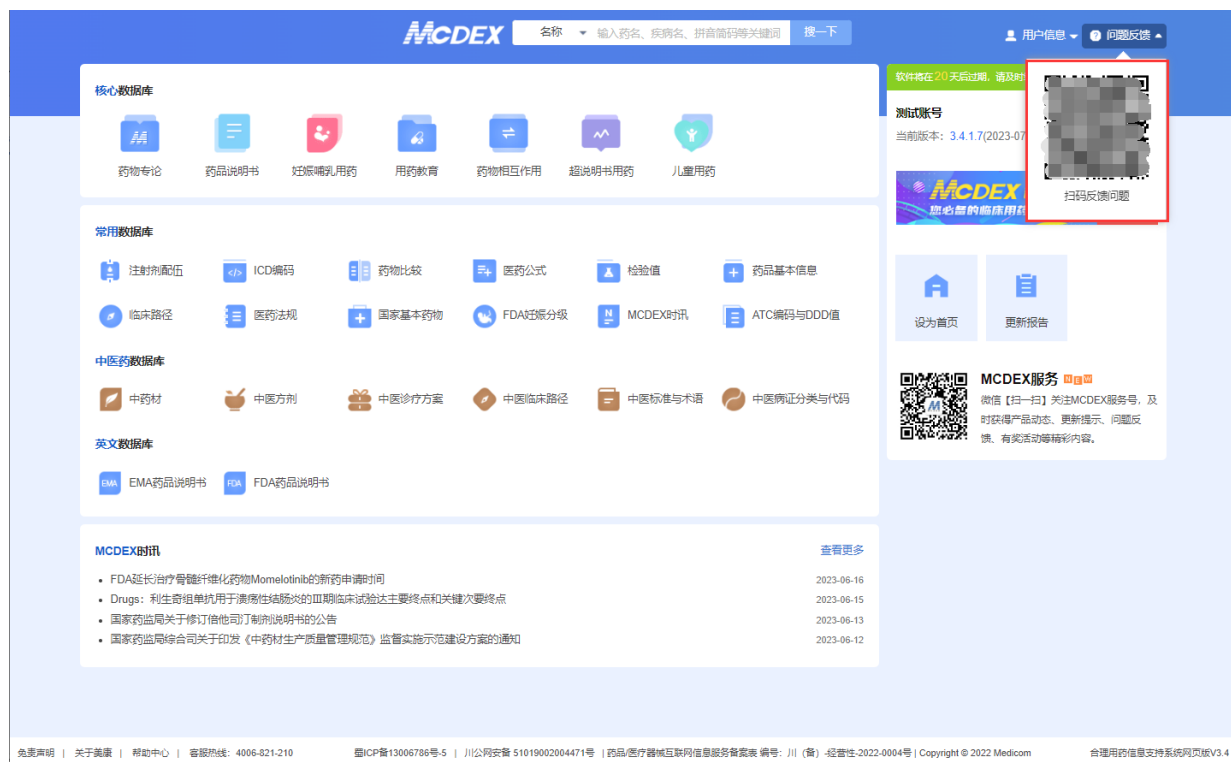 MCDEX 名称 输入药名、疾病名、拼音简码等关键词 搜一下 用户信息 问题反馈
核心数据库
药物专论 药品说明书 妊娠哺乳用药 用药教育 药物相互作用 超说明书用药 儿童用药
常用数据库
注射剂配伍 ICD编码 药物比较 医药公式 检验值 药品基本信息
临床路径 医药法规 国家基本药物 FDA妊娠分级 MCDEX时讯 ATC编码与DDD值
中医药数据库
中药材 中医方剂 中医诊疗方案 中医临床路径 中医标准与术语 中医病证分类与代码
英文数据库
EMA EMA药品说明书 FDA FDA药品说明书
MCDEX时讯 查看更多
• FDA延长治疗骨髓纤维化药物Momelotinib的新药申请时间 2023-06-16
• Drugs：利生奇组单抗用于溃疡性结肠炎的III期临床试验达主要终点和关键次要终点 2023-06-15
• 国家药监局关于修订倍他司汀制剂说明书的公告 2023-06-13
• 国家药监局综合司关于印发《中药材生产质量管理规范》监督实施示范建设方案的通知 2023-06-12
软件将在20天后过期，请及时
测试账号
当前版本：3.4.1.7(2023-07
扫码反馈问题
MCDEX
您必备的临床用药
设为首页 更新报告
MCDEX服务 NEW
微信【扫一扫】关注MCDEX服务号，及
时获得产品动态、更新提示、问题反
馈、有奖活动等精彩内容。
免责声明 | 关于美康 | 帮助中心 | 客服热线：4006-821-210 蜀ICP备13006786号-5 | 川公网安备 51019002004471号 | 药品/医疗器械互联网信息服务备案表 编号：川（备）-经营性-2022-0004号 | Copyright © 2022 Medicom 合理用药信息支持系统网页版V3.4